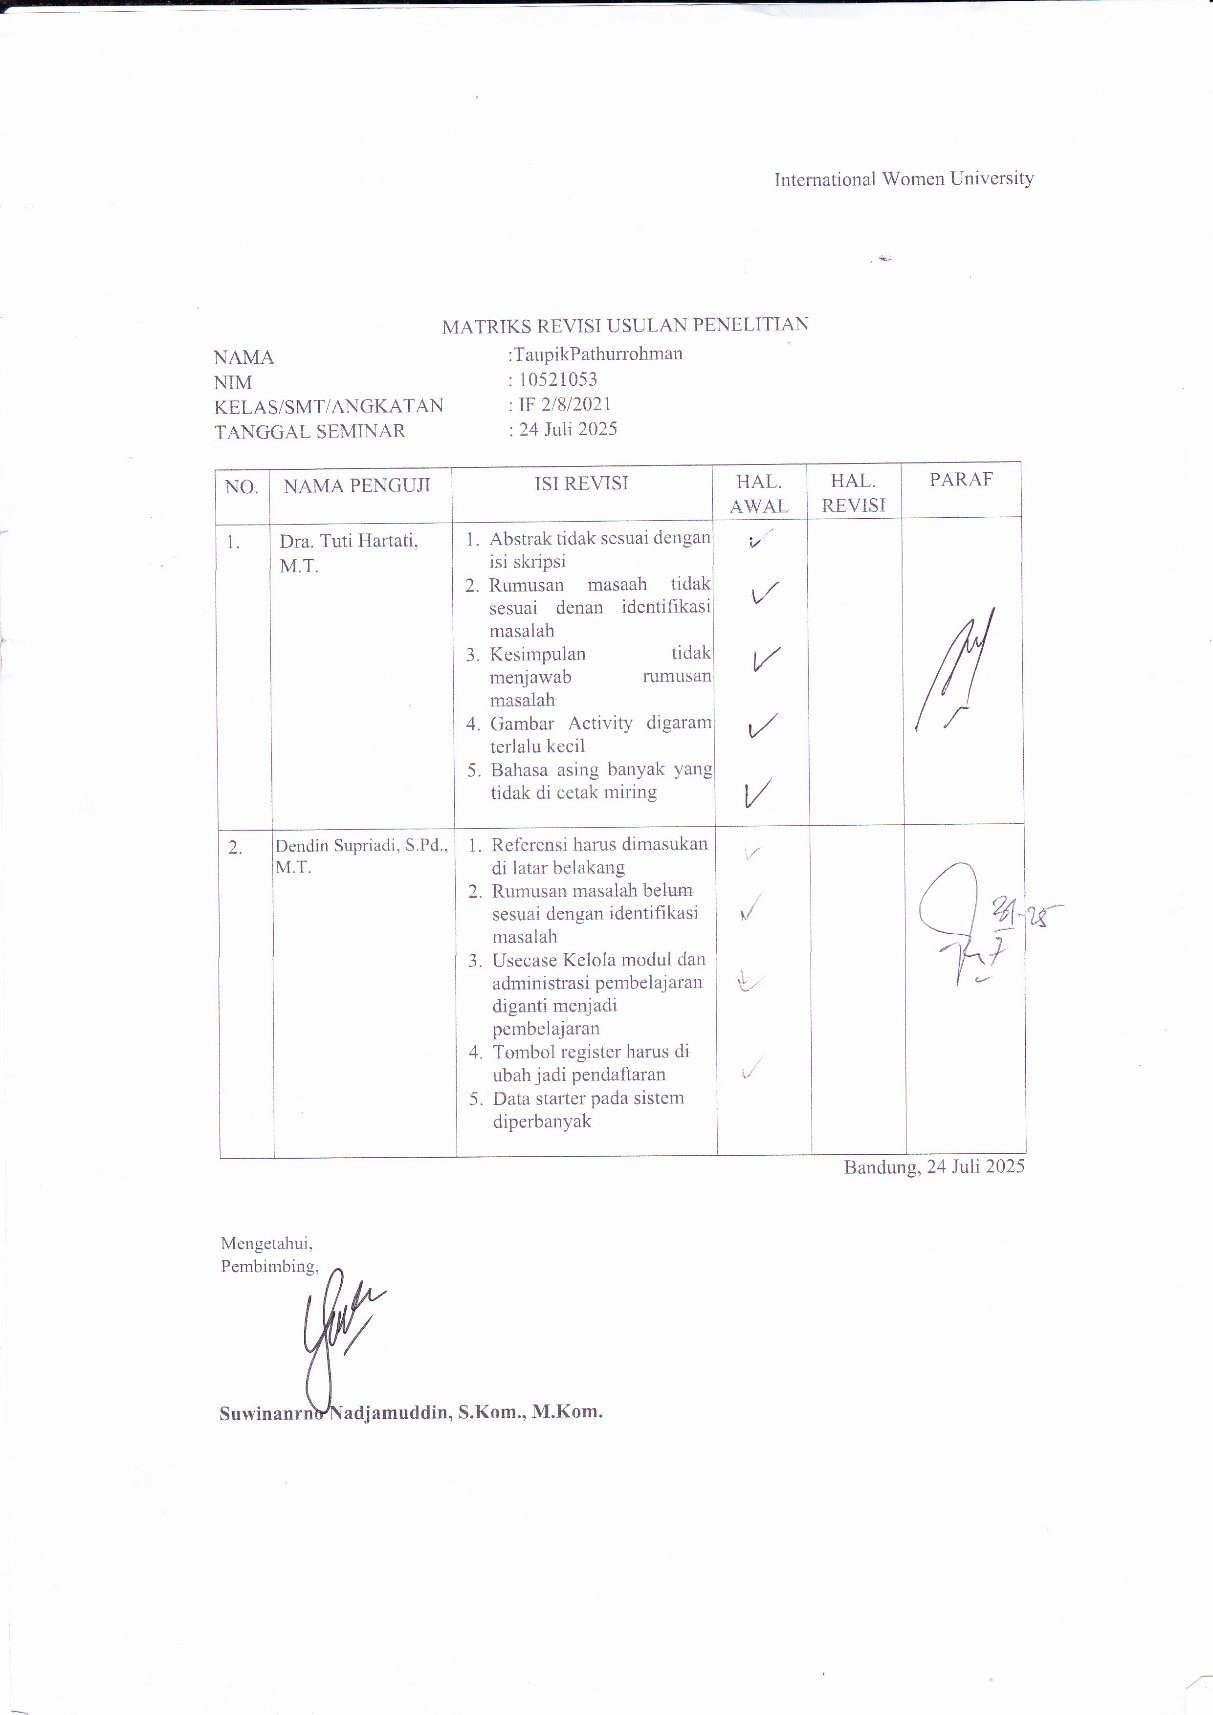 International Women University
MATRIKS REVISI USULAN PENELITIAN
NAMA :TaupikPathurrohman
NIM : 10521053
KELAS/SMT/ANGKATAN : IF 2/8/2021
TANGGAL SEMINAR : 24 Juli 2025
NO. NAMA PENGUJI ISI REVISI HAL. AWAL HAL. REVISI PARAF
1. Dra. Tuti Hartati, M.T.
1. Abstrak tidak sesuai dengan
isi skripsi
2. Rumusan masaah tidak
sesuai denan identifikasi
masalah
3. Kesimpulan tidak
menjawab rumusan
masalah
4. Gambar Activity digaram
terlalu kecil
5. Bahasa asing banyak yang
tidak di cetak miring
2. Dendin Supriadi, S.Pd., M.T.
1. Referensi harus dimasukan
di latar belakang
2. Rumusan masalah belum
sesuai dengan identifikasi
masalah
3. Usecase Kelola modul dan
administrasi pembelajaran
diganti menjadi
pembelajaran
4. Tombol register harus di
ubah jadi pendaftaran
5. Data starter pada sistem
diperbanyak
Bandung, 24 Juli 2025
Mengetahui,
Pembimbing,
Suwinanrno Nadjamuddin, S.Kom., M.Kom.